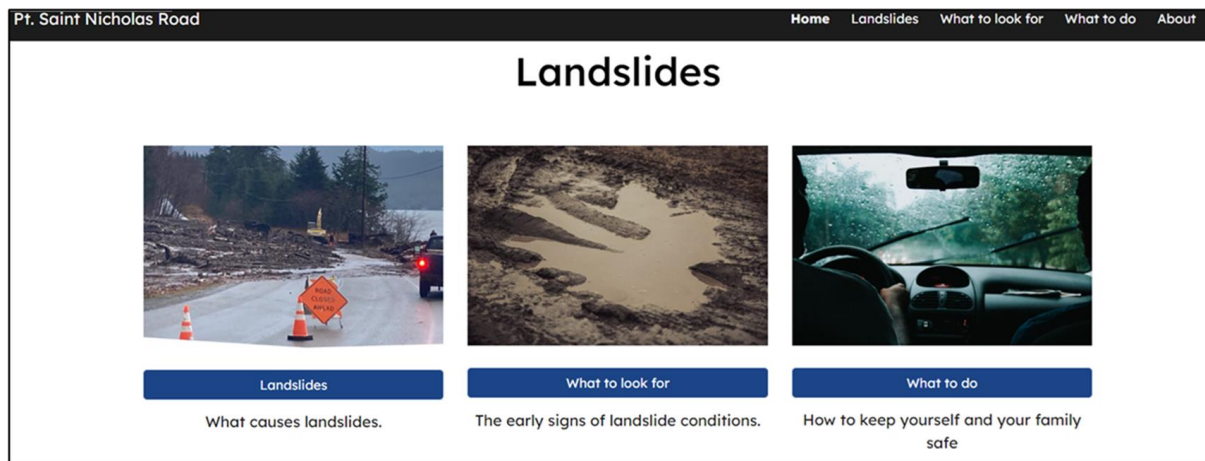 Pt. Saint Nicholas Road
Home Landslides What to look for What to do About
Landslides
ROAD
CLOSED
AHEAD
Landslides
What to look for
What to do
What causes landslides.
The early signs of landslide conditions.
How to keep yourself and your family
safe